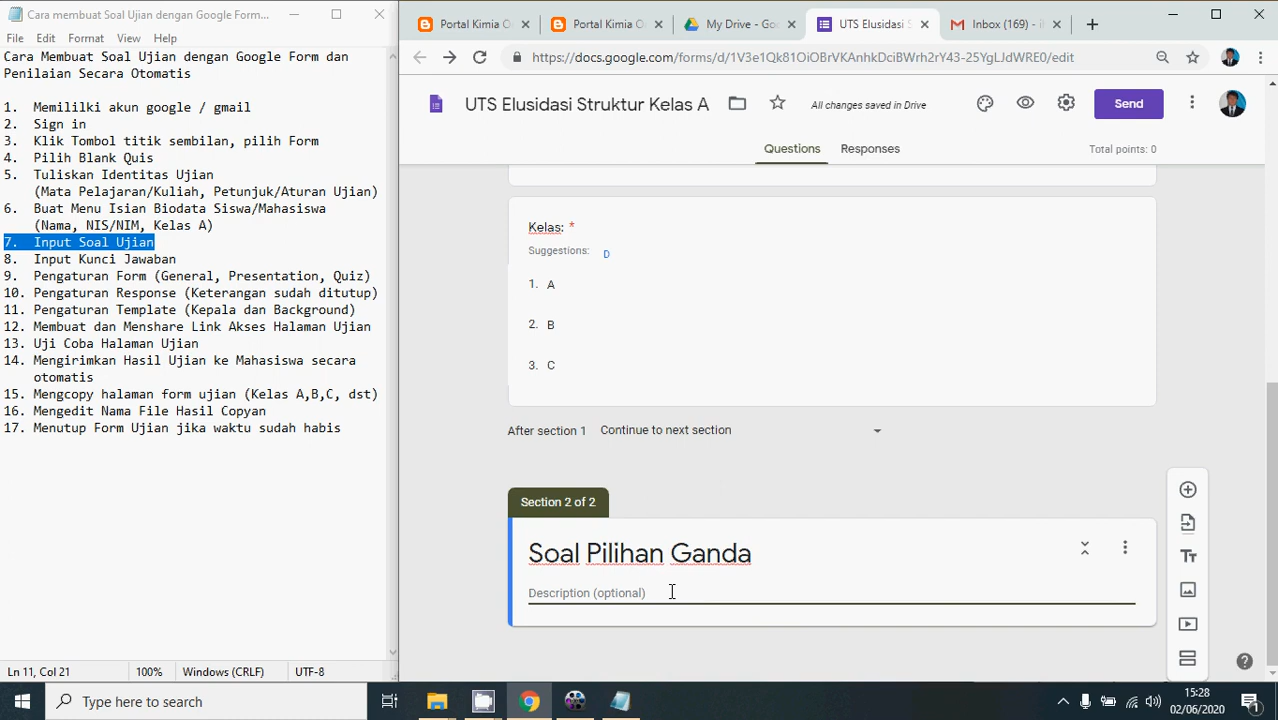 Cara membuat Soal Ujian dengan Google Form...
File Edit Format View Help
Cara Membuat Soal Ujian dengan Google Form dan
Penilaian Secara Otomatis
1. Memililki akun google / gmail
2. Sign in
3. Klik Tombol titik sembilan, pilih Form
4. Pilih Blank Quis
5. Tuliskan Identitas Ujian
(Mata Pelajaran/Kuliah, Petunjuk/Aturan Ujian)
6. Buat Menu Isian Biodata Siswa/Mahasiswa
(Nama, NIS/NIM, Kelas A)
7. Input Soal Ujian
8. Input Kunci Jawaban
9. Pengaturan Form (General, Presentation, Quiz)
10. Pengaturan Response (Keterangan sudah ditutup)
11. Pengaturan Template (Kepala dan Background)
12. Membuat dan Menshare Link Akses Halaman Ujian
13. Uji Coba Halaman Ujian
14. Mengirimkan Hasil Ujian ke Mahasiswa secara
otomatis
15. Mengcopy halaman form ujian (Kelas A,B,C, dst)
16. Mengedit Nama File Hasil Copyan
17. Menutup Form Ujian jika waktu sudah habis
Ln 11, Col 21 100% Windows (CRLF) UTF-8
Portal Kimia O Portal Kimia O My Drive - Goo UTS Elusidasi S Inbox (169) - i
https://docs.google.com/forms/d/1V3e1Qk81OiOBrVKAnhkDciBWrh2rY43-25YgLJdWRE0/edit
UTS Elusidasi Struktur Kelas A All changes saved in Drive Send
Questions Responses Total points: 0
Kelas: *
Suggestions: D
1. A
2. B
3. C
After section 1 Continue to next section
Section 2 of 2
Soal Pilihan Ganda
Description (optional)
Type here to search
15:28
02/06/2020
1